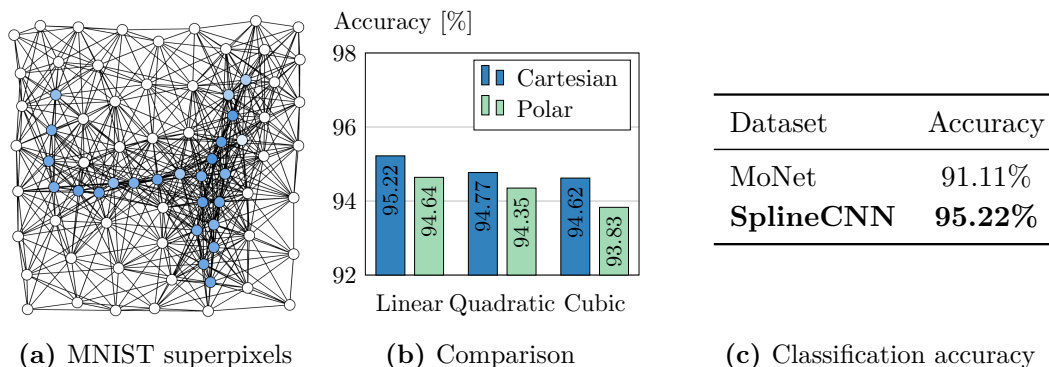 Accuracy [%]
98
96
94
92
Cartesian
Polar
95.22
94.64
94.77
94.35
94.62
93.83
Linear Quadratic Cubic
Dataset Accuracy
MoNet 91.11%
SplineCNN 95.22%
(a) MNIST superpixels
(b) Comparison
(c) Classification accuracy